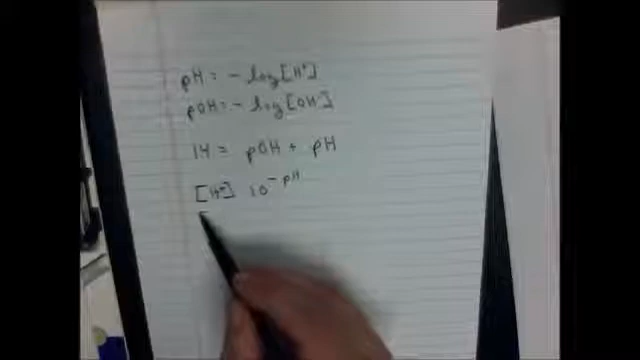 pH = - log[H⁺]
pOH = - log[OH⁻]
14 = pOH + pH
[H⁺] 10⁻ᵖᴴ
[